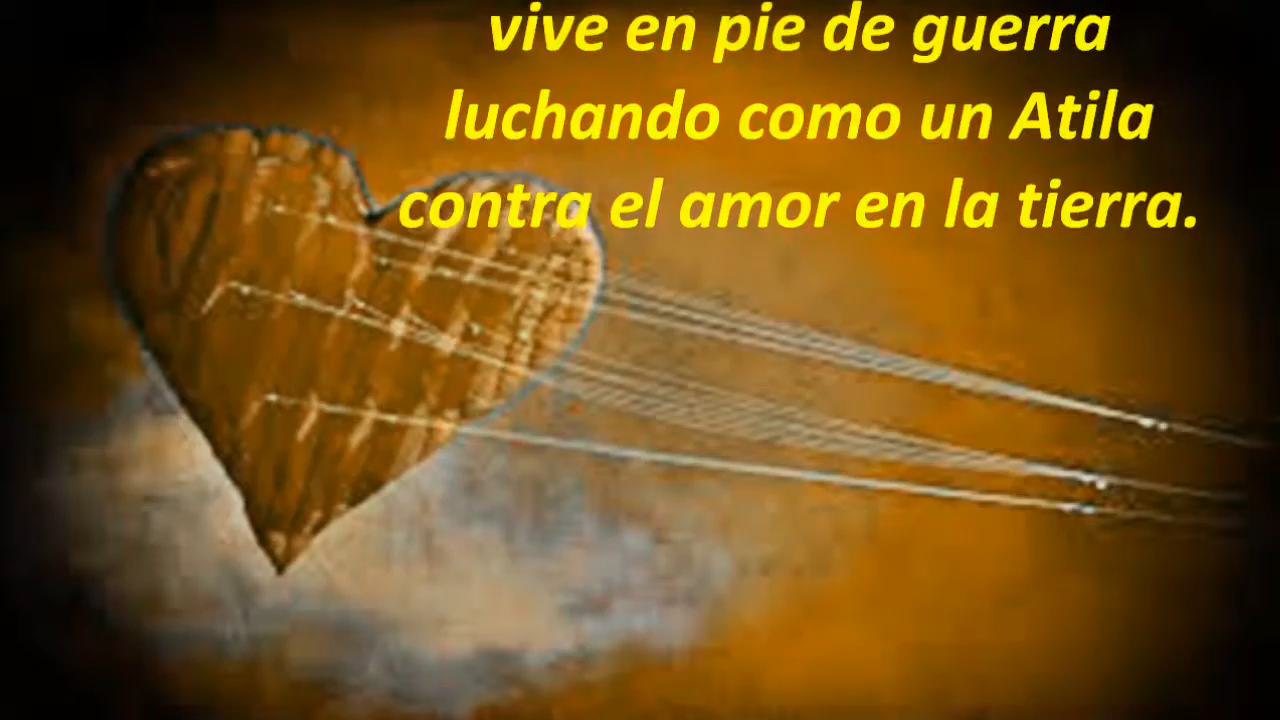 vive en pie de guerra
luchando como un Atila
contra el amor en la tierra.